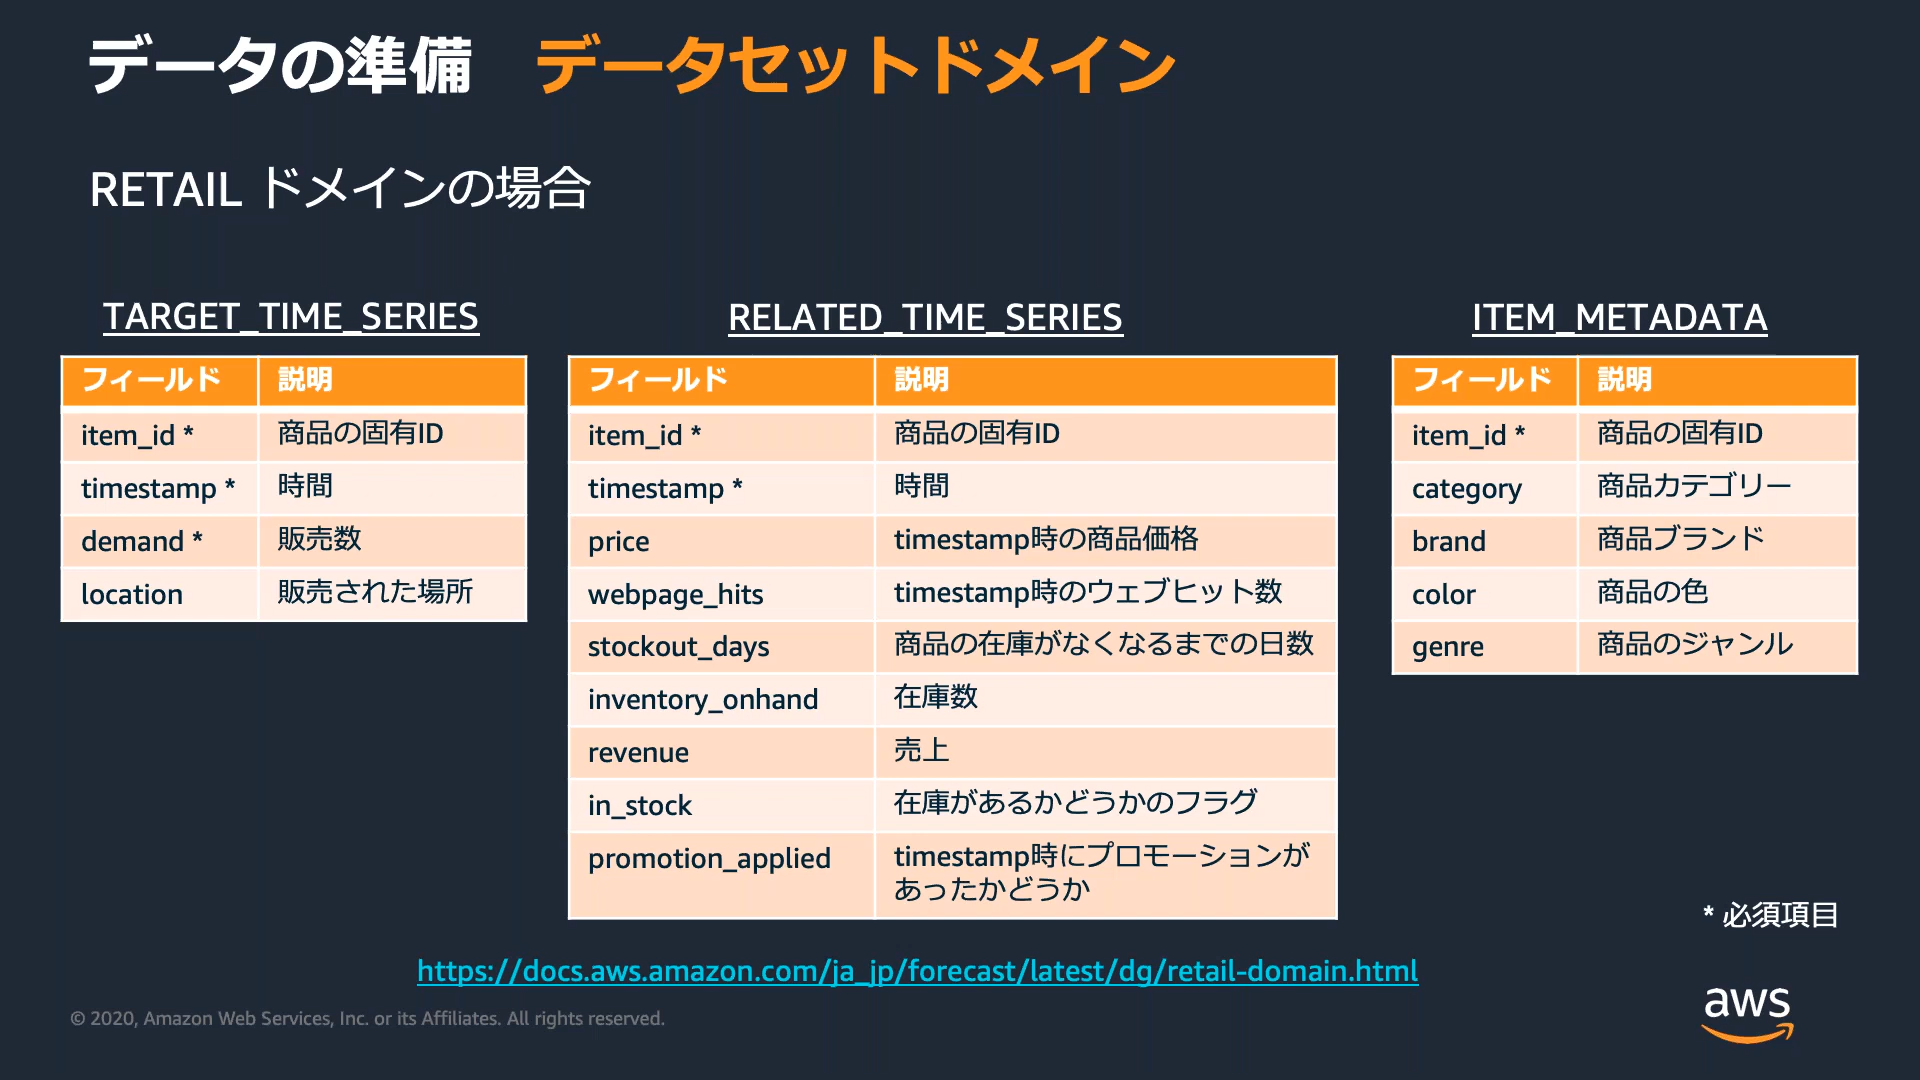 データの準備　データセットドメイン
RETAIL ドメインの場合
TARGET_TIME_SERIES
フィールド 説明
item_id * 商品の固有ID
timestamp * 時間
demand * 販売数
location 販売された場所
RELATED_TIME_SERIES
フィールド 説明
item_id * 商品の固有ID
timestamp * 時間
price timestamp時の商品価格
webpage_hits timestamp時のウェブヒット数
stockout_days 商品の在庫がなくなるまでの日数
inventory_onhand 在庫数
revenue 売上
in_stock 在庫があるかどうかのフラグ
promotion_applied timestamp時にプロモーションが
あったかどうか
ITEM_METADATA
フィールド 説明
item_id * 商品の固有ID
category 商品カテゴリー
brand 商品ブランド
color 商品の色
genre 商品のジャンル
* 必須項目
https://docs.aws.amazon.com/ja_jp/forecast/latest/dg/retail-domain.html
© 2020, Amazon Web Services, Inc. or its Affiliates. All rights reserved.
aws